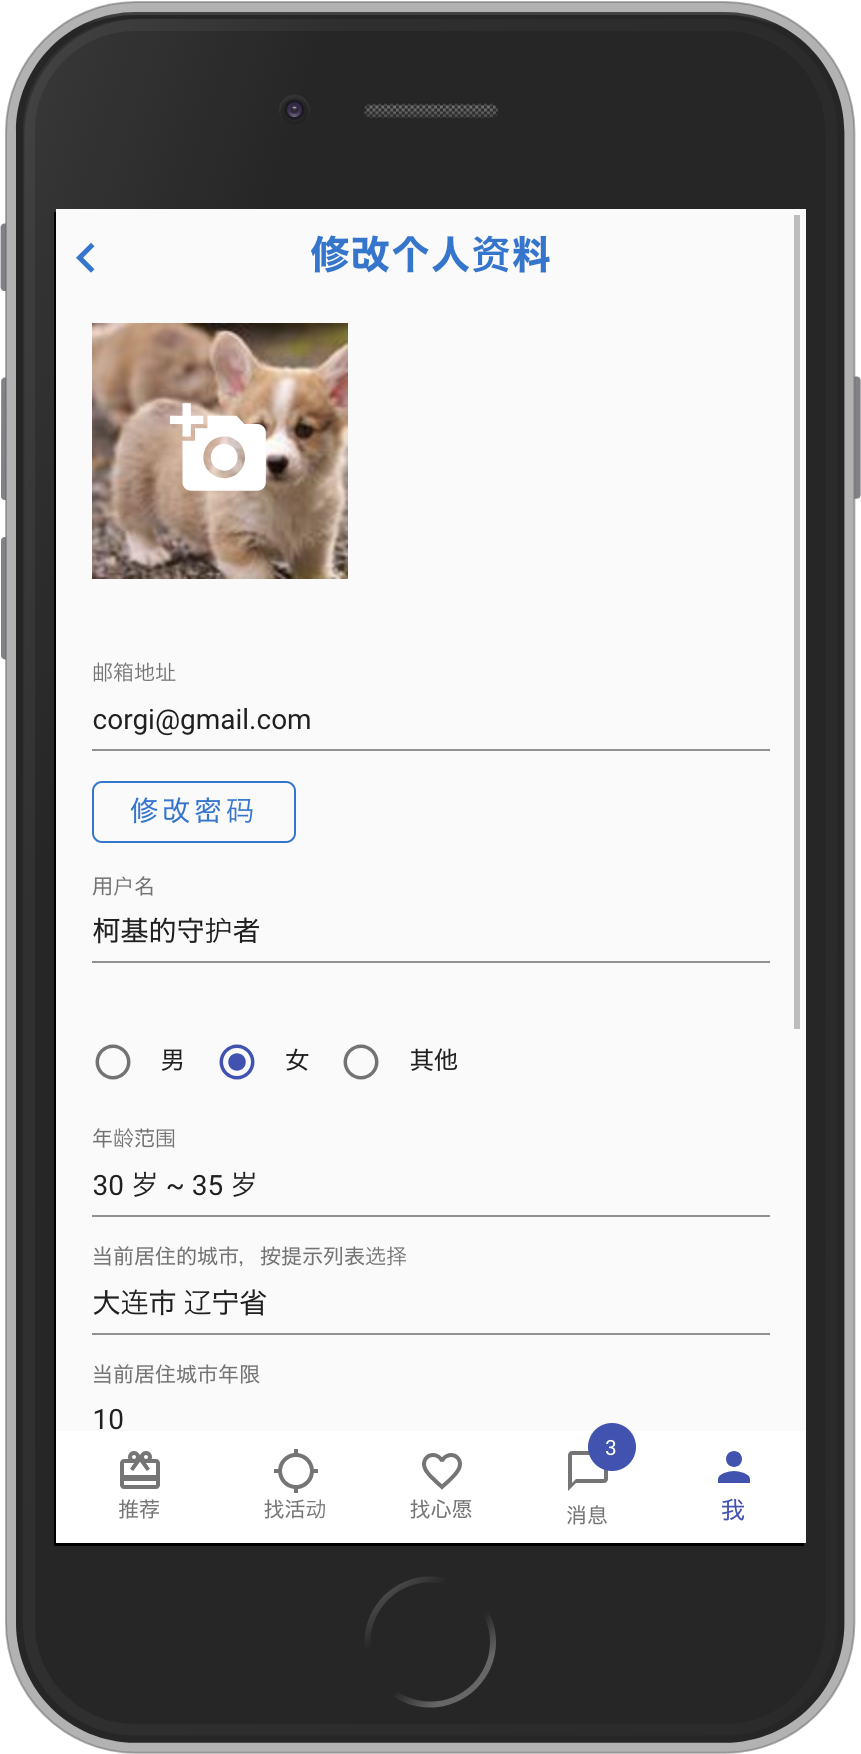 修改个人资料
邮箱地址
corgi@gmail.com
修改密码
用户名
柯基的守护者
男 女 其他
年龄范围
30 岁 ~ 35 岁
当前居住的城市，按提示列表选择
大连市 辽宁省
当前居住城市年限
10
3
推荐 找活动 找心愿 消息 我